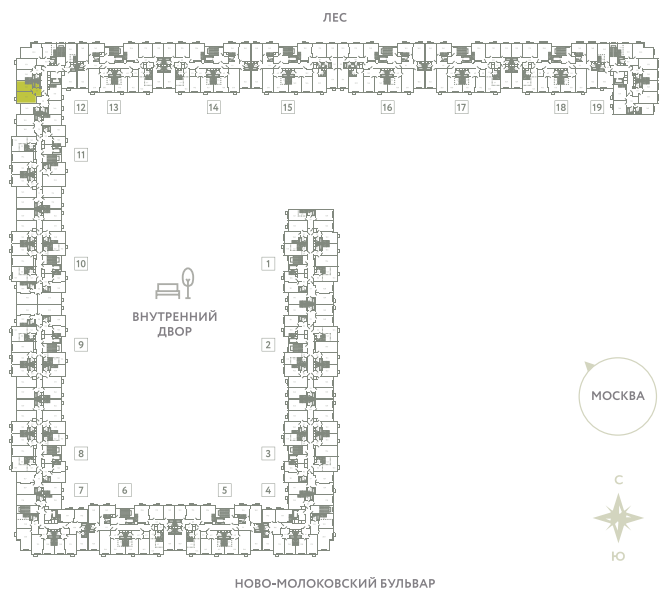 ЛЕС
12 13 14 15 16 17 18 19
11
10 1
ВНУТРЕННИЙ
ДВОР
9 2
МОСКВА
8 3
С
7 6 5 4
Ю
НОВО-МОЛОКОВСКИЙ БУЛЬВАР